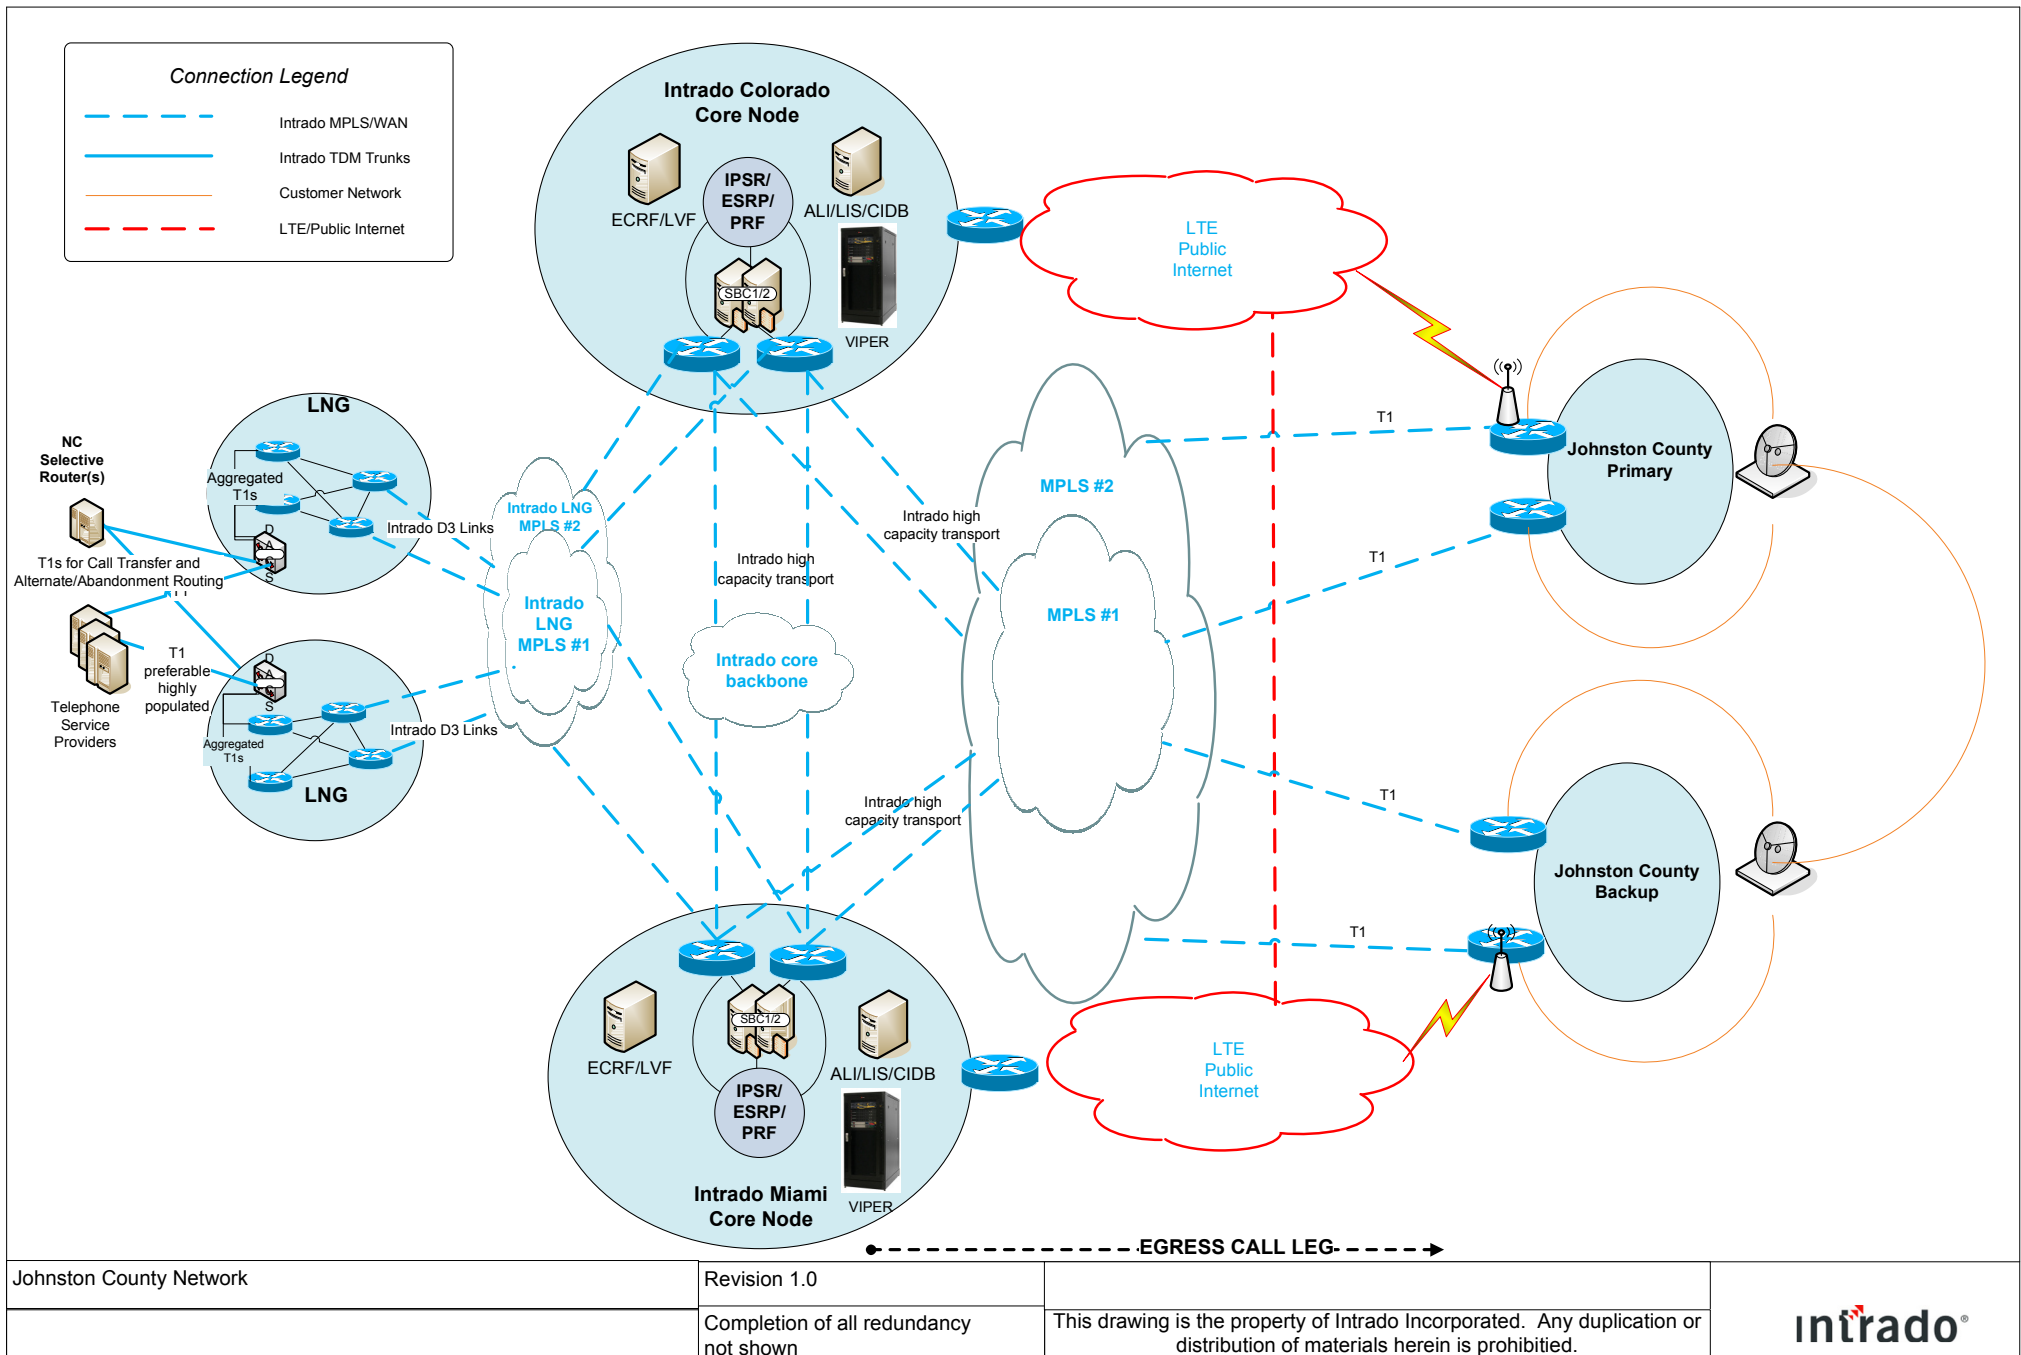 Connection Legend
Intrado MPLS/WAN
Intrado TDM Trunks
Customer Network
LTE/Public Internet
Intrado Colorado
Core Node
ECRF/LVF
IPSR/
ESRP/
PRF
ALI/LIS/CIDB
SBC1/2
VIPER
LTE
Public
Internet
LNG
NC
Selective
Router(s)
Aggregated
T1s
D
A
S
Intrado D3 Links
T1s for Call Transfer and
Alternate/Abandonment Routing
Telephone
Service
Providers
T1
preferable
highly
populated
D
A
S
Aggregated
T1s
Intrado D3 Links
LNG
Intrado LNG
MPLS #2
Intrado
LNG
MPLS #1
Intrado high
capacity transport
Intrado core
backbone
Intrado high
capacity transport
Intrado high
capacity transport
MPLS #2
MPLS #1
T1
T1
T1
T1
Johnston County
Primary
Johnston County
Backup
SBC1/2
ECRF/LVF
IPSR/
ESRP/
PRF
ALI/LIS/CIDB
VIPER
Intrado Miami
Core Node
LTE
Public
Internet
EGRESS CALL LEG
Johnston County Network
Revision 1.0
Completion of all redundancy
not shown
This drawing is the property of Intrado Incorporated. Any duplication or
distribution of materials herein is prohibitied.
intrado®